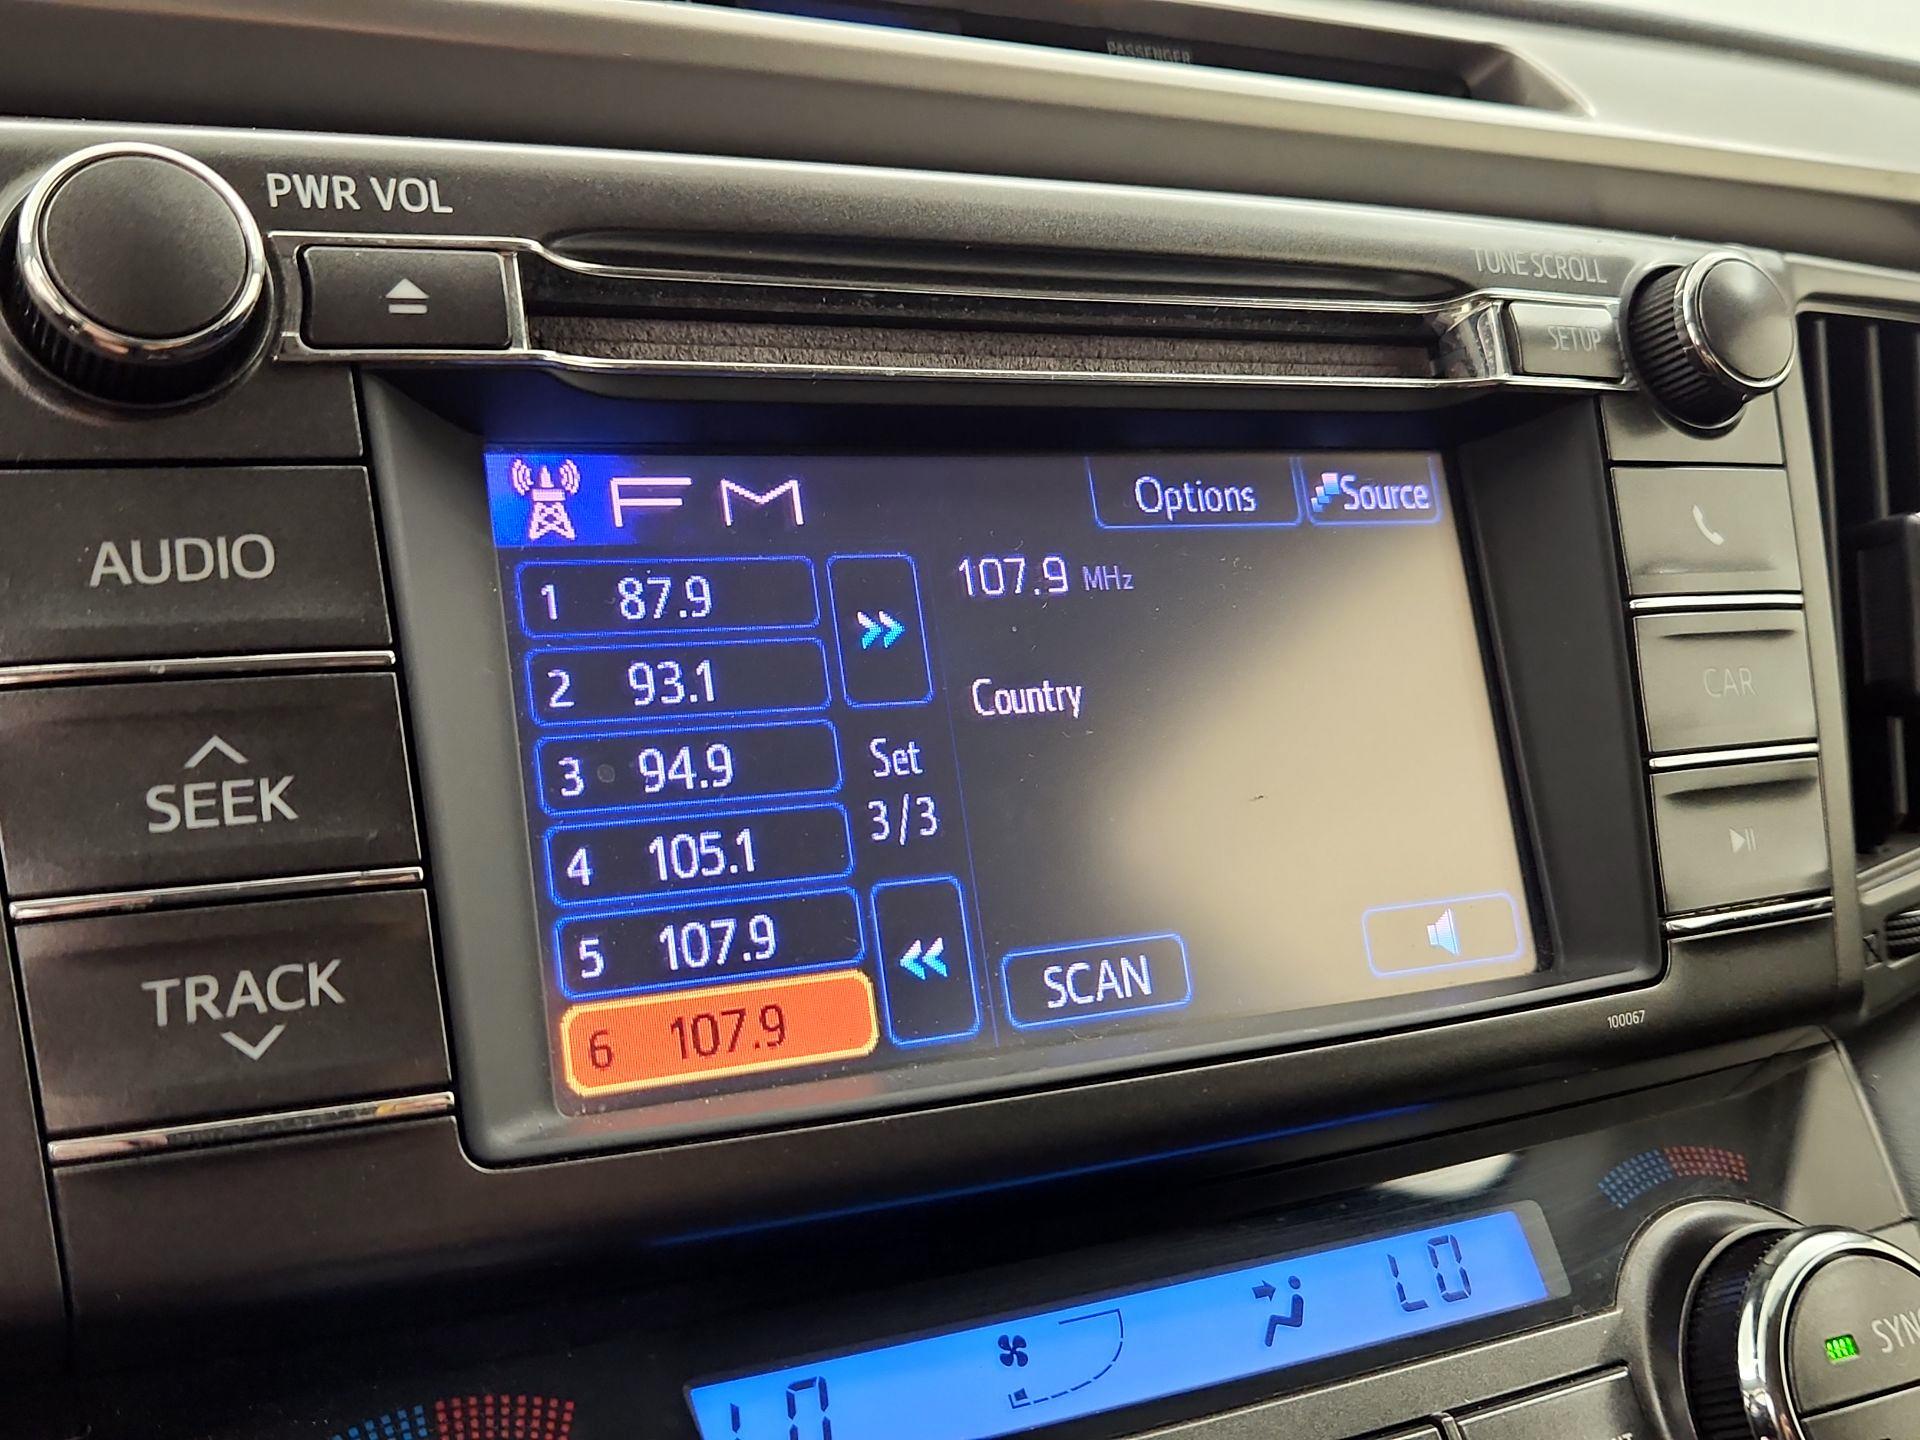 PASSENGER
PWR VOL
TUNE SCROLL
SETUP
AUDIO
SEEK
TRACK
FM
Options
Source
1 87.9
2 93.1
3 94.9
4 105.1
5 107.9
6 107.9
Set
3/3
107.9 MHz
Country
SCAN
CAR
100067
LO
LO
SYN